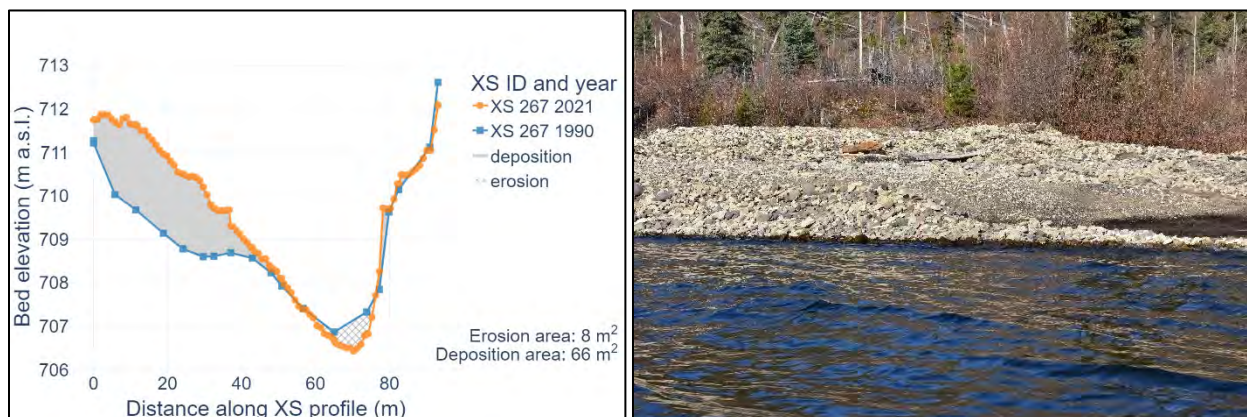 713
712
711
710
709
708
707
706
Bed elevation (m a.s.l.)
XS ID and year
XS 267 2021
XS 267 1990
deposition
erosion
Erosion area: 8 m²
Deposition area: 66 m²
0
20
40
60
80
Distance along XS profile (m)